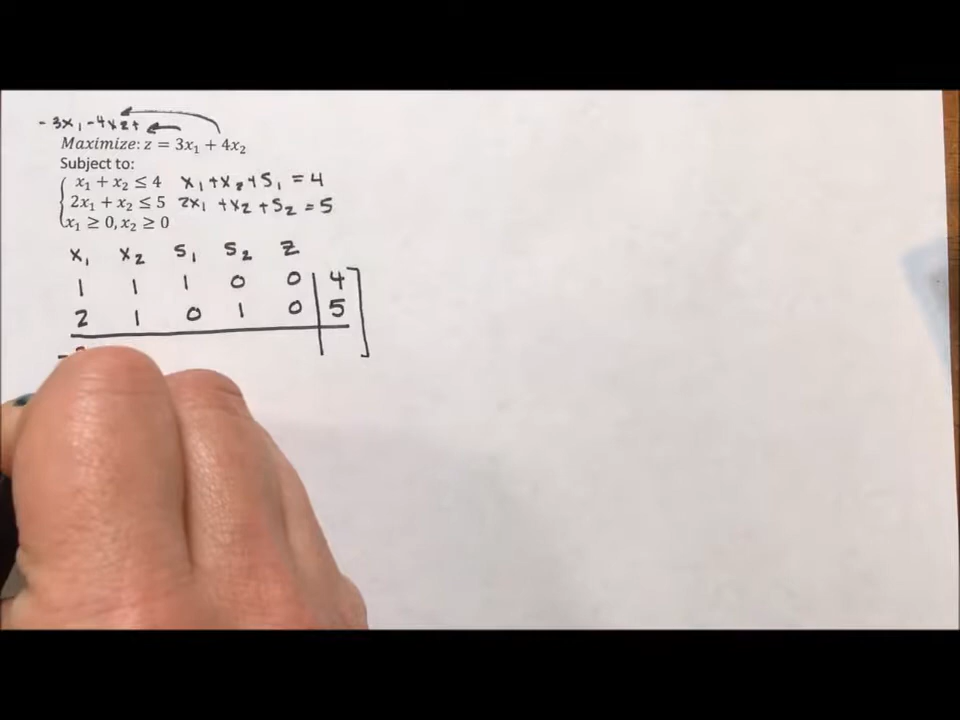 - 3x₁ - 4x₂ +
Maximize: z = 3x₁ + 4x₂
Subject to:
x₁ + x₂ ≤ 4 x₁ + x₂ + S₁ = 4
2x₁ + x₂ ≤ 5 2x₁ + x₂ + S₂ = 5
x₁ ≥ 0, x₂ ≥ 0
x₁ x₂ S₁ S₂ Z
1 1 1 0 0 4
2 1 0 1 0 5